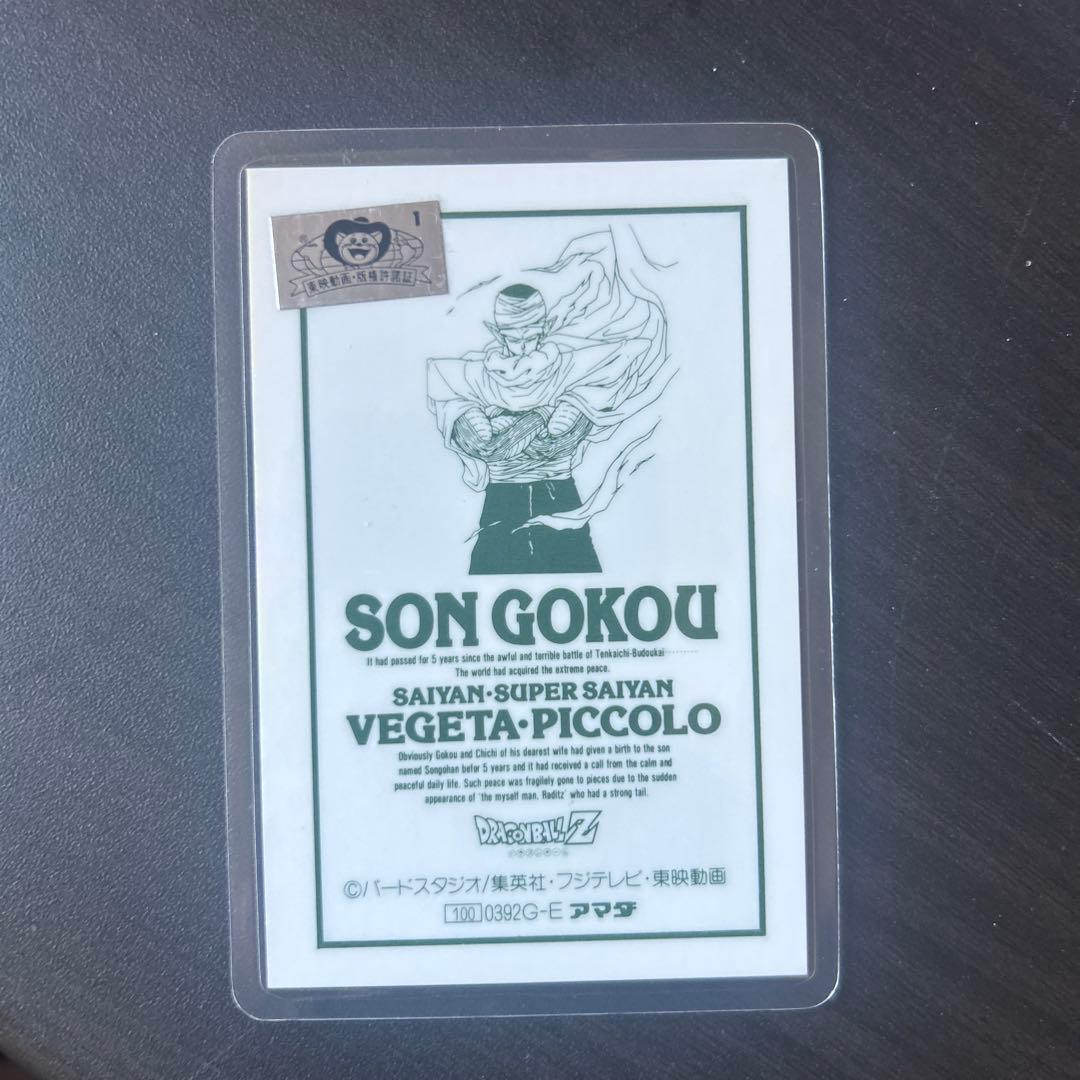 1
東映動画・版権許諾証
SON GOKOU
It had passed for 5 years since the awful and terrible battle of Tenkaichi-Budoukai··········
The world had acquired the extreme peace.
SAIYAN·SUPER SAIYAN
VEGETA·PICCOLO
Obviously Gokou and Chichi of his dearest wife had given a birth to the son
named Songohan befor 5 years and it had received a call from the calm and
peaceful daily life. Such peace was fragilely gone to pieces due to the sudden
appearance of 'the myself man, Raditz' who had a strong tail.
DRAGONBALL Z
©バードスタジオ/集英社・フジテレビ・東映動画
100 0392G-E アマダ